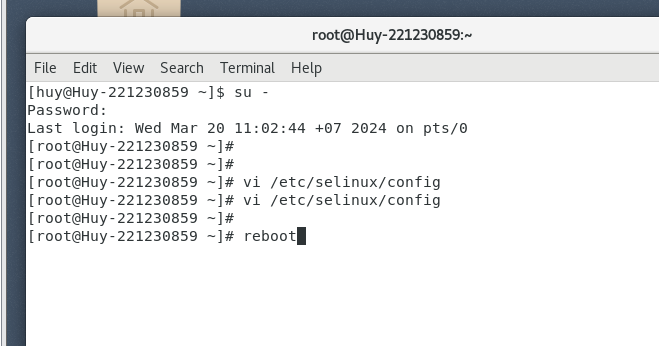 root@Huy-221230859:~
File Edit View Search Terminal Help
[huy@Huy-221230859 ~]$ su -
Password:
Last login: Wed Mar 20 11:02:44 +07 2024 on pts/0
[root@Huy-221230859 ~]#
[root@Huy-221230859 ~]#
[root@Huy-221230859 ~]# vi /etc/selinux/config
[root@Huy-221230859 ~]# vi /etc/selinux/config
[root@Huy-221230859 ~]#
[root@Huy-221230859 ~]# reboot